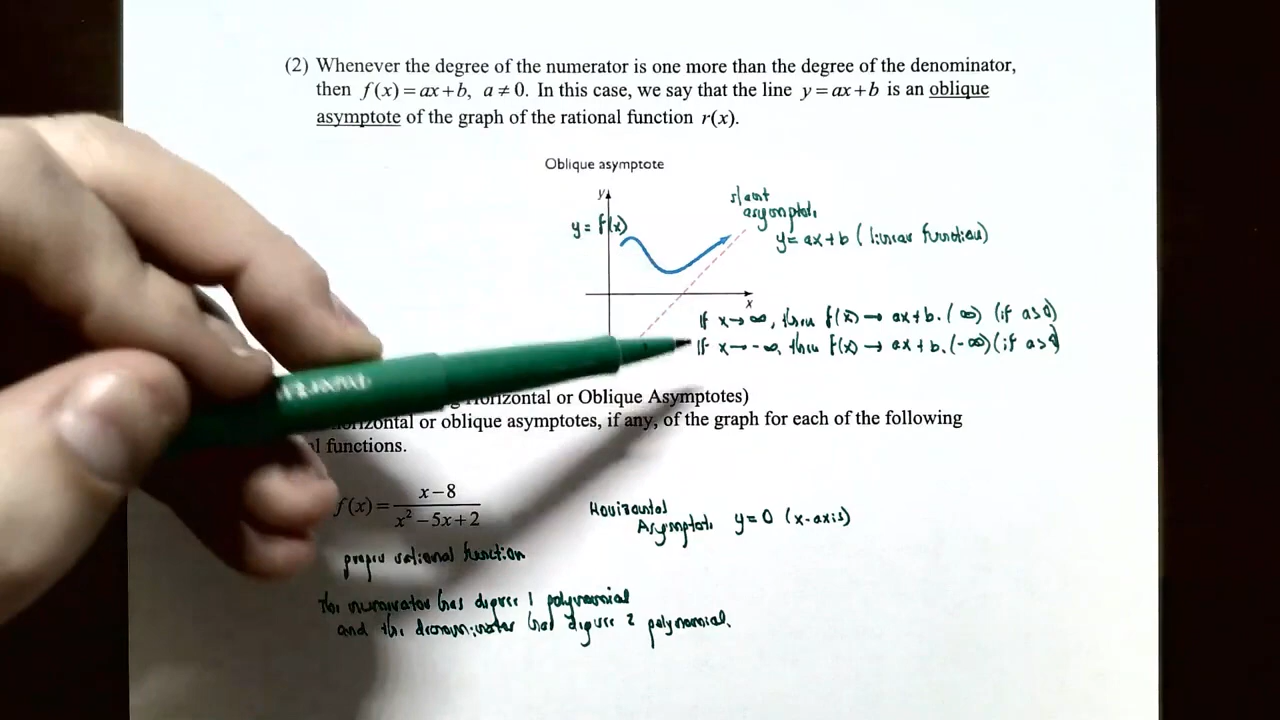 (2) Whenever the degree of the numerator is one more than the degree of the denominator,
then f(x) = ax + b, a ≠ 0. In this case, we say that the line y = ax + b is an oblique
asymptote of the graph of the rational function r(x).
Oblique asymptote
y
slant
asymptote
y = f(x)
y = ax + b (linear function)
x
If x → ∞, then f(x) → ax + b. (∞) (if a>0)
If x → -∞, then f(x) → ax + b. (-∞) (if a>0)
Horizontal or Oblique Asymptotes)
horizontal or oblique asymptotes, if any, of the graph for each of the following
functions.
f(x) = (x - 8)/(x² - 5x + 2)
Horizontal
Asymptote y = 0 (x-axis)
proper rational function
The numerator has degree 1 polynomial
and the denominator has degree 2 polynomial.